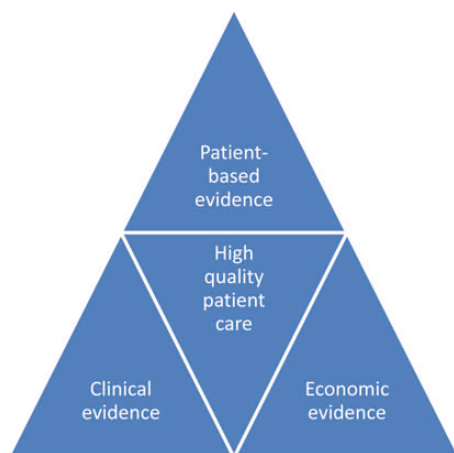 Patient-
based
evidence
High
quality
patient
care
Clinical
evidence
Economic
evidence